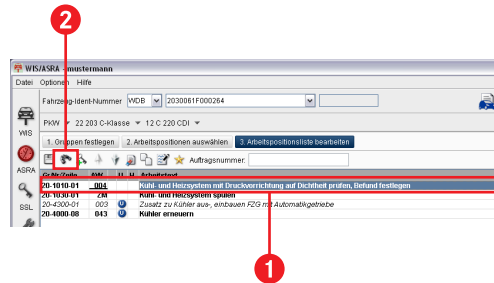 2
WIS/ASRA - mustermann
Datei Optionen Hilfe
Fahrzeug-Ident-Nummer WDB 2030061F000264
PKW 22 203 C-Klasse 12 C 220 CDI
WIS
1. Gruppen festlegen 2. Arbeitspositionen auswählen 3. Arbeitspositionsliste bearbeiten
ASRA
Auftragsnummer:
Gr.Nr/Zeile AW U H Arbeitstext
20-1010-01 004 Kühl- und Heizsystem mit Druckvorrichtung auf Dichtheit prüfen, Befund festlegen
20-1030-01 ZM Kühl- und Heizsystem spülen
20-4300-01 003 U Zusatz zu Kühler aus-, einbauen FZG mit Automatikgetriebe
SSL
20-4000-08 043 U Kühler erneuern
1